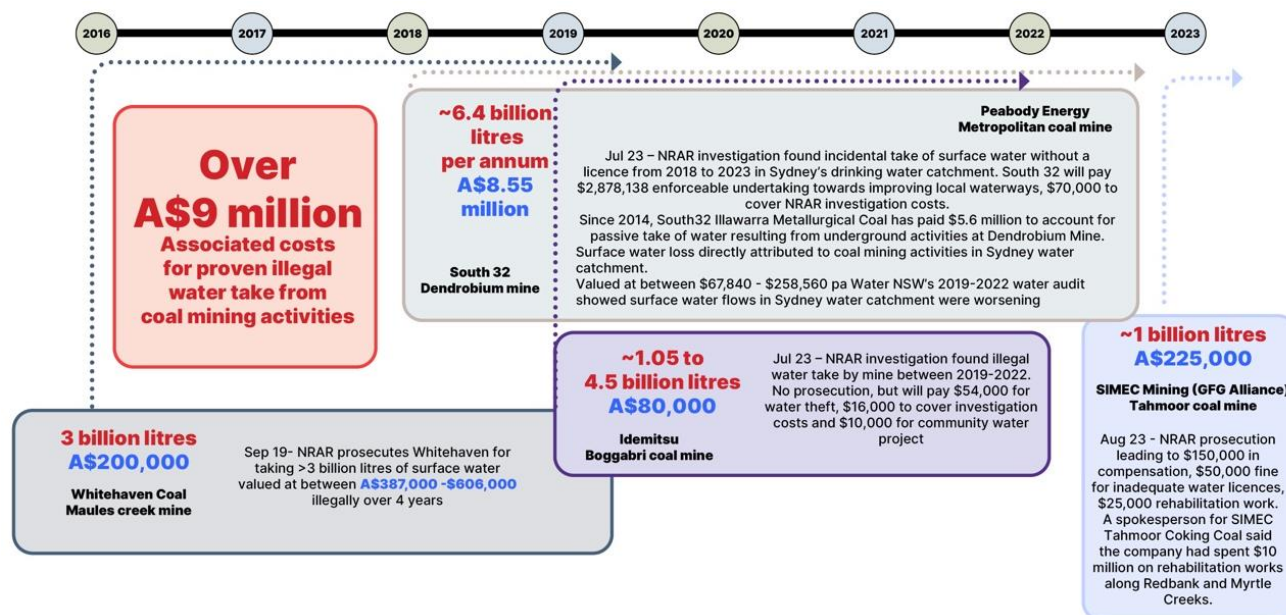 2016
2017
2018
2019
2020
2021
2022
2023
Over
A$9 million
Associated costs
for proven illegal
water take from
coal mining activities
~6.4 billion
litres
per annum
A$8.55
million
South 32
Dendrobium mine
Peabody Energy
Metropolitan coal mine
Jul 23 – NRAR investigation found incidental take of surface water without a
licence from 2018 to 2023 in Sydney's drinking water catchment. South 32 will pay
$2,878,138 enforceable undertaking towards improving local waterways, $70,000 to
cover NRAR investigation costs.
Since 2014, South32 Illawarra Metallurgical Coal has paid $5.6 million to account for
passive take of water resulting from underground activities at Dendrobium Mine.
Surface water loss directly attributed to coal mining activities in Sydney water
catchment.
Valued at between $67,840 - $258,560 pa Water NSW's 2019-2022 water audit
showed surface water flows in Sydney water catchment were worsening
~1.05 to
4.5 billion litres
A$80,000
Idemitsu
Boggabri coal mine
Jul 23 – NRAR investigation found illegal
water take by mine between 2019-2022.
No prosecution, but will pay $54,000 for
water theft, $16,000 to cover investigation
costs and $10,000 for community water
project
~1 billion litres
A$225,000
SIMEC Mining (GFG Alliance)
Tahmoor coal mine
Aug 23 - NRAR prosecution
leading to $150,000 in
compensation, $50,000 fine
for inadequate water licences,
$25,000 rehabilitation work.
A spokesperson for SIMEC
Tahmoor Coking Coal said
the company had spent $10
million on rehabilitation works
along Redbank and Myrtle
Creeks.
3 billion litres
A$200,000
Whitehaven Coal
Maules creek mine
Sep 19- NRAR prosecutes Whitehaven for
taking >3 billion litres of surface water
valued at between A$387,000 -$606,000
illegally over 4 years